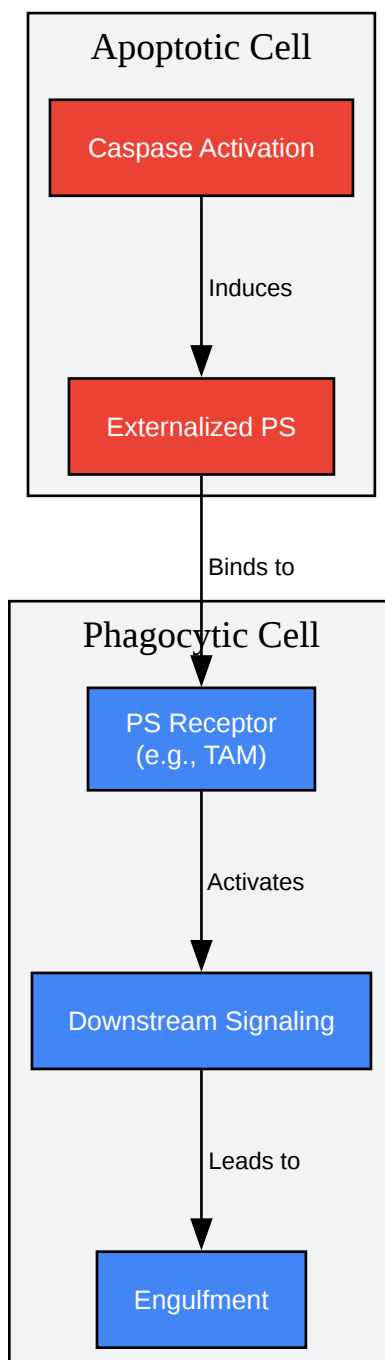 Apoptotic Cell
Caspase Activation
Induces
Externalized PS
Binds to
Phagocytic Cell
PS Receptor
(e.g., TAM)
Activates
Downstream Signaling
Leads to
Engulfment